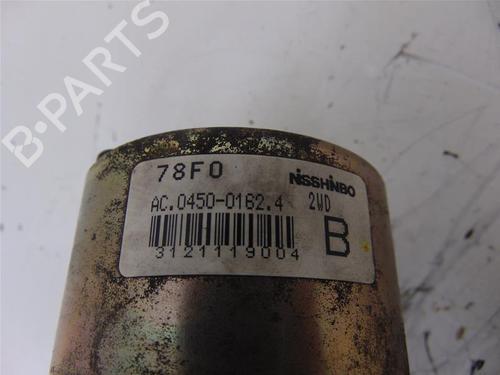 B-PARTS
78F0 NISSHINBO
AC.0450-0162.4 2WD
B
3121119004